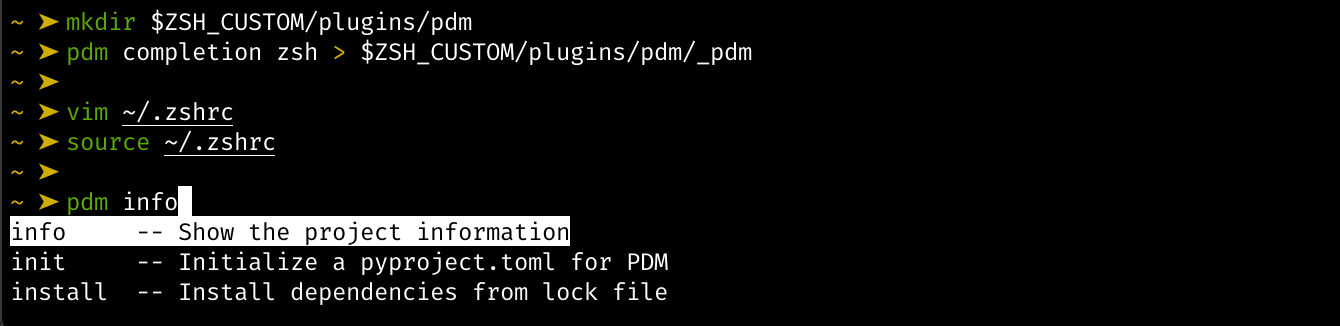 ~ ➤ mkdir $ZSH_CUSTOM/plugins/pdm
~ ➤ pdm completion zsh > $ZSH_CUSTOM/plugins/pdm/_pdm
~ ➤
~ ➤ vim ~/.zshrc
~ ➤ source ~/.zshrc
~ ➤
~ ➤ pdm info
info     -- Show the project information
init     -- Initialize a pyproject.toml for PDM
install  -- Install dependencies from lock file